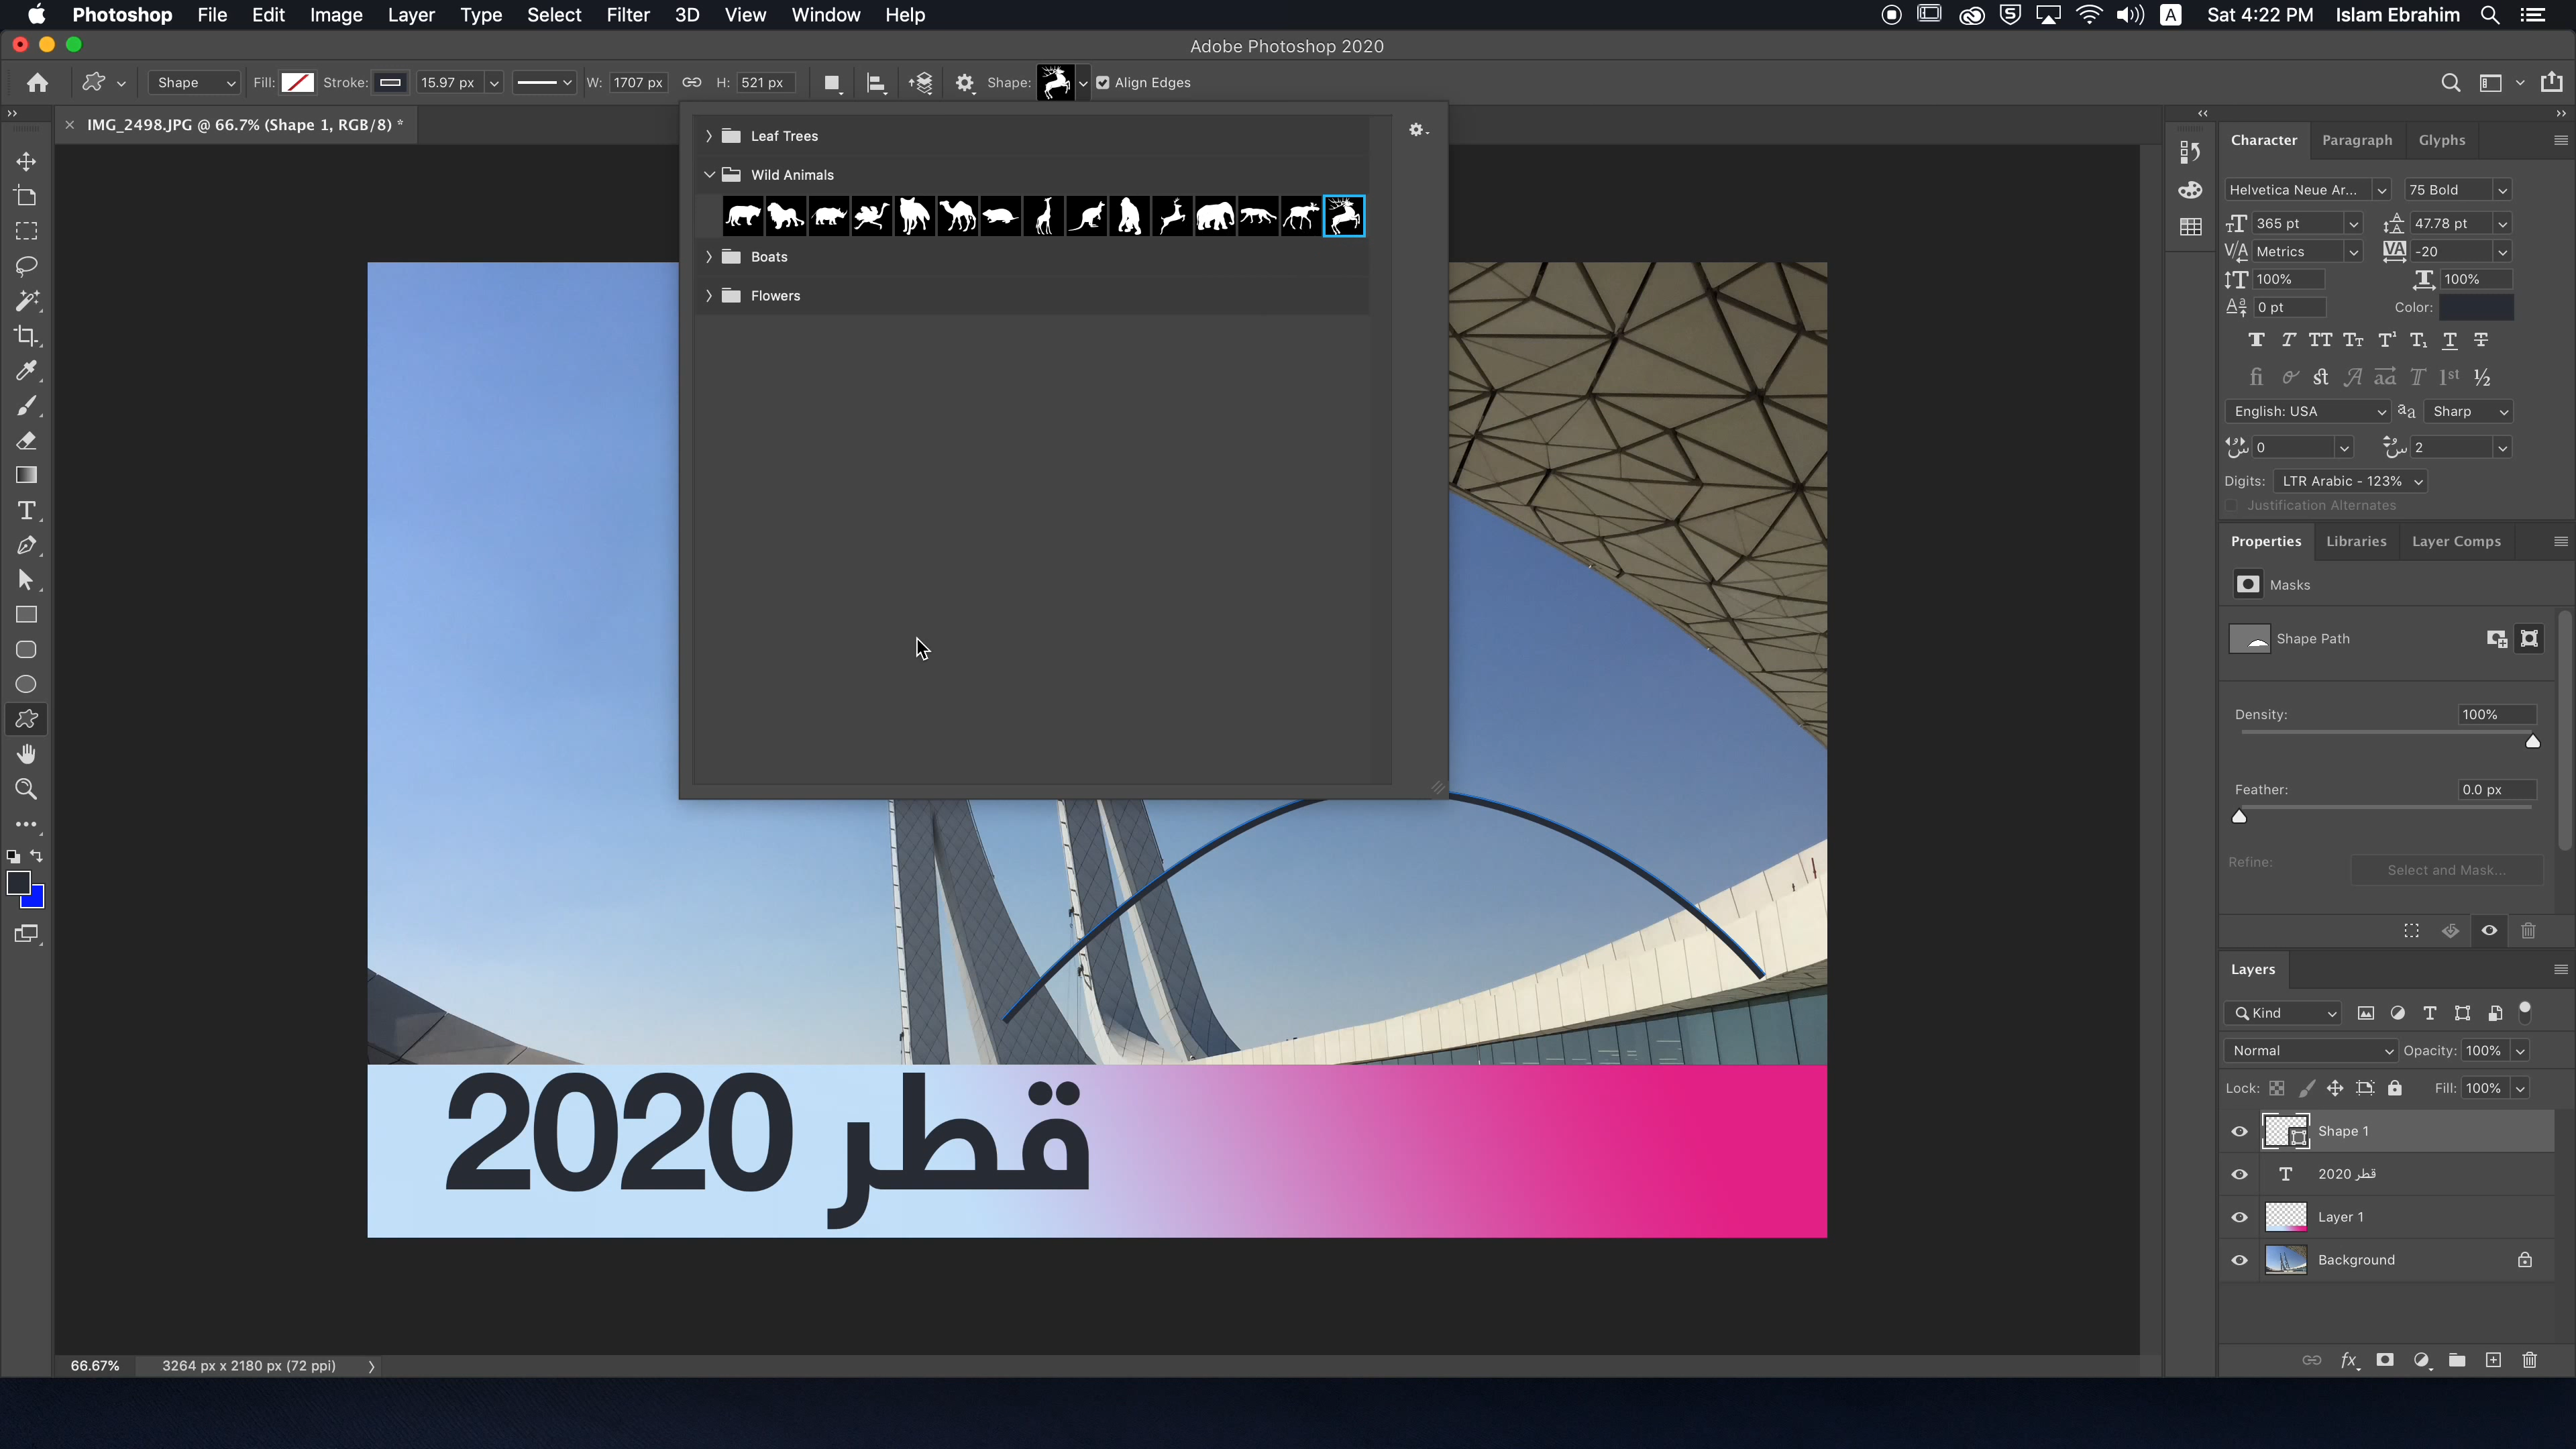 Photoshop File Edit Image Layer Type Select Filter 3D View Window Help
A Sat 4:22 PM Islam Ebrahim
Adobe Photoshop 2020
Shape Fill: Stroke: 15.97 px W: 1707 px H: 521 px Shape: Align Edges
IMG_2498.JPG @ 66.7% (Shape 1, RGB/8) *
Leaf Trees
Wild Animals
Boats
Flowers
قطر 2020
66.67% 3264 px x 2180 px (72 ppi)
Character Paragraph Glyphs
Helvetica Neue Ar... 75 Bold
365 pt 47.78 pt
Metrics -20
100% 100%
0 pt Color:
English: USA Sharp
0 2
Digits: LTR Arabic - 123%
Justification Alternates
Properties Libraries Layer Comps
Masks
Shape Path
Density: 100%
Feather: 0.0 px
Refine: Select and Mask...
Layers
Kind
Normal Opacity: 100%
Lock: Fill: 100%
Shape 1
قطر 2020
Layer 1
Background
fx